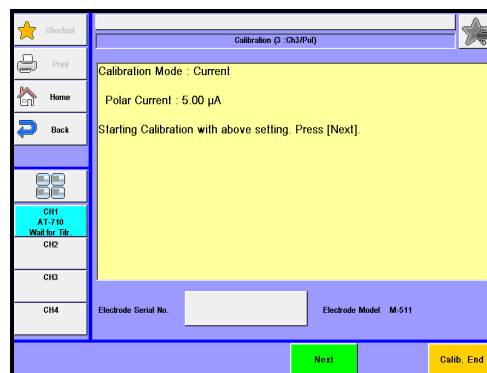 Shortcut
Calibration (3 :Ch3/Pol)
Print
Home
Back
Calibration Mode : Current
Polar Current : 5.00 µA
Starting Calibration with above setting. Press [Next].
CH1
AT-710
Wait for Titr.
CH2
CH3
CH4
Electrode Serial No.
Electrode Model M-511
Next
Calib. End